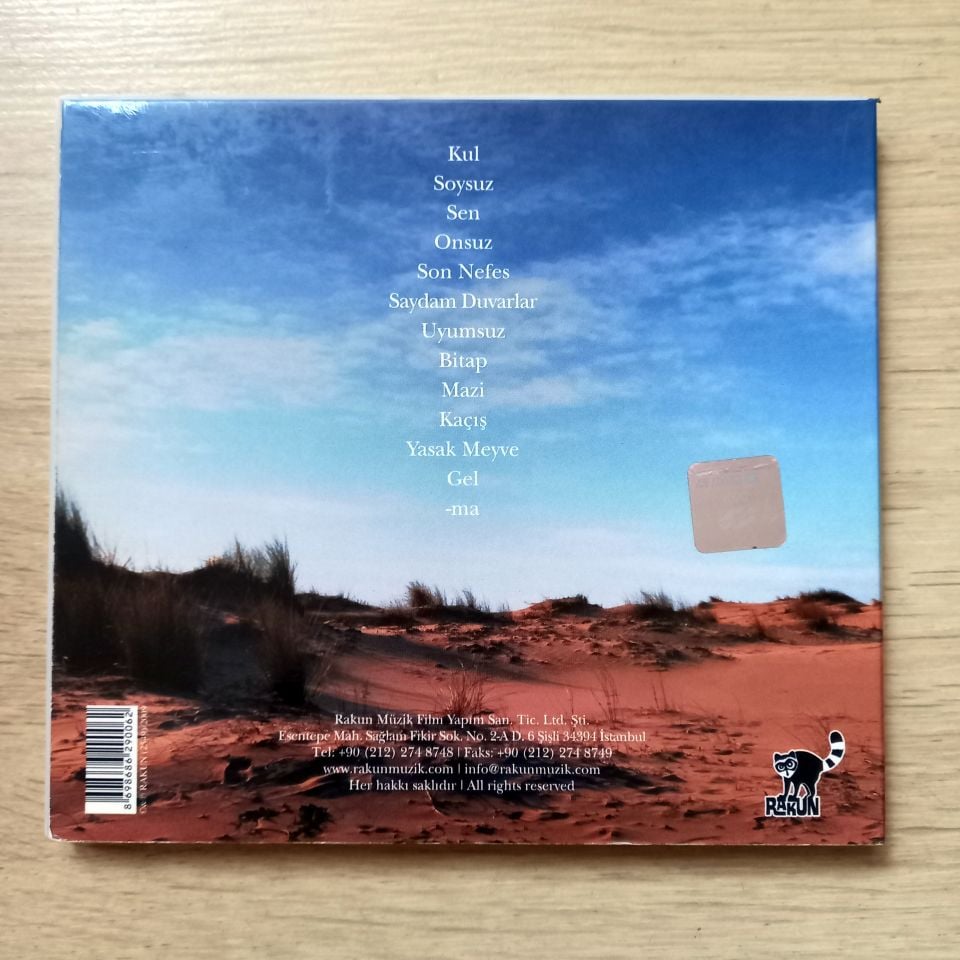 Kul
Soysuz
Sen
Onsuz
Son Nefes
Saydam Duvarlar
Uyumsuz
Bitap
Mazi
Kaçış
Yasak Meyve
Gel
-ma
Rakun Müzik Film Yapım San. Tic. Ltd. Şti.
Esentepe Mah. Sağlam Fikir Sok. No. 2-A D. 6 Şişli 34394 İstanbul
Tel: +90 (212) 274 8748 | Faks: +90 (212) 274 8749
www.rakunmuzik.com | info@rakunmuzik.com
Her hakkı saklıdır | All rights reserved
8 698686 290062
RAKUN